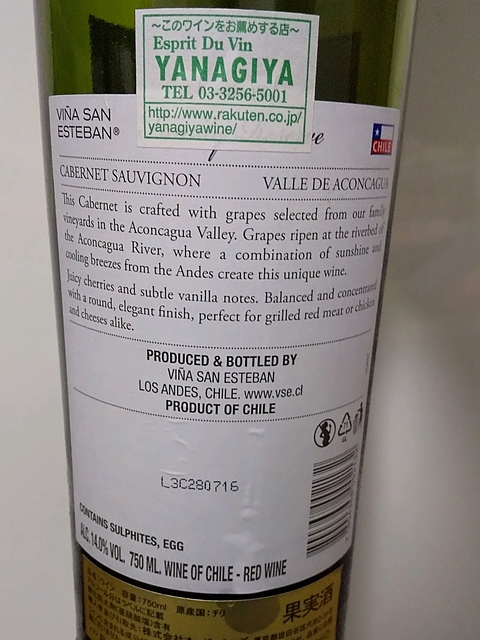 ～このワインをお薦めする店～
Esprit Du Vin
YANAGIYA
TEL 03-3256-5001
http://www.rakuten.co.jp/
yanagiyawine/
VIÑA SAN
ESTEBAN®
CHILE
CABERNET SAUVIGNON VALLE DE ACONCAGUA
This Cabernet is crafted with grapes selected from our family
vineyards in the Aconcagua Valley. Grapes ripen at the riverbed of
the Aconcagua River, where a combination of sunshine and
cooling breezes from the Andes create this unique wine.
Juicy cherries and subtle vanilla notes. Balanced and concentrated
with a round, elegant finish, perfect for grilled red meat or chicken
and cheeses alike.
PRODUCED & BOTTLED BY
VIÑA SAN ESTEBAN
LOS ANDES, CHILE. www.vse.cl
PRODUCT OF CHILE
L3C280716
CONTAINS SULPHITES, EGG
ALC. 14.0% VOL. 750 ML. WINE OF CHILE - RED WINE
容量:750ml 原産国:チリ
果実酒